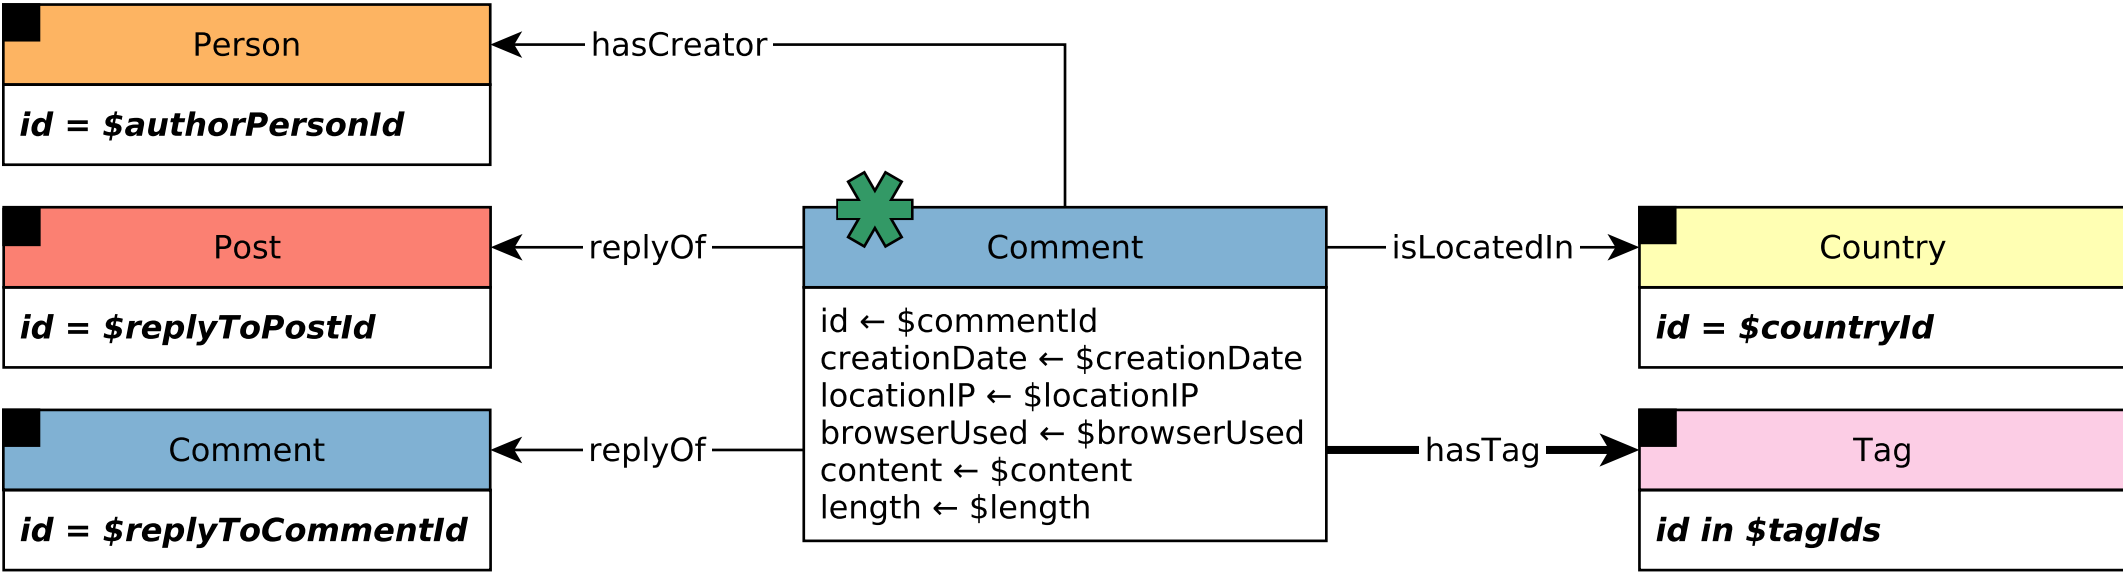 Person
id = $authorPersonId
hasCreator
Post
id = $replyToPostId
replyOf
Comment
id = $replyToCommentId
replyOf
Comment
id ← $commentId
creationDate ← $creationDate
locationIP ← $locationIP
browserUsed ← $browserUsed
content ← $content
length ← $length
isLocatedIn
Country
id = $countryId
hasTag
Tag
id in $tagIds